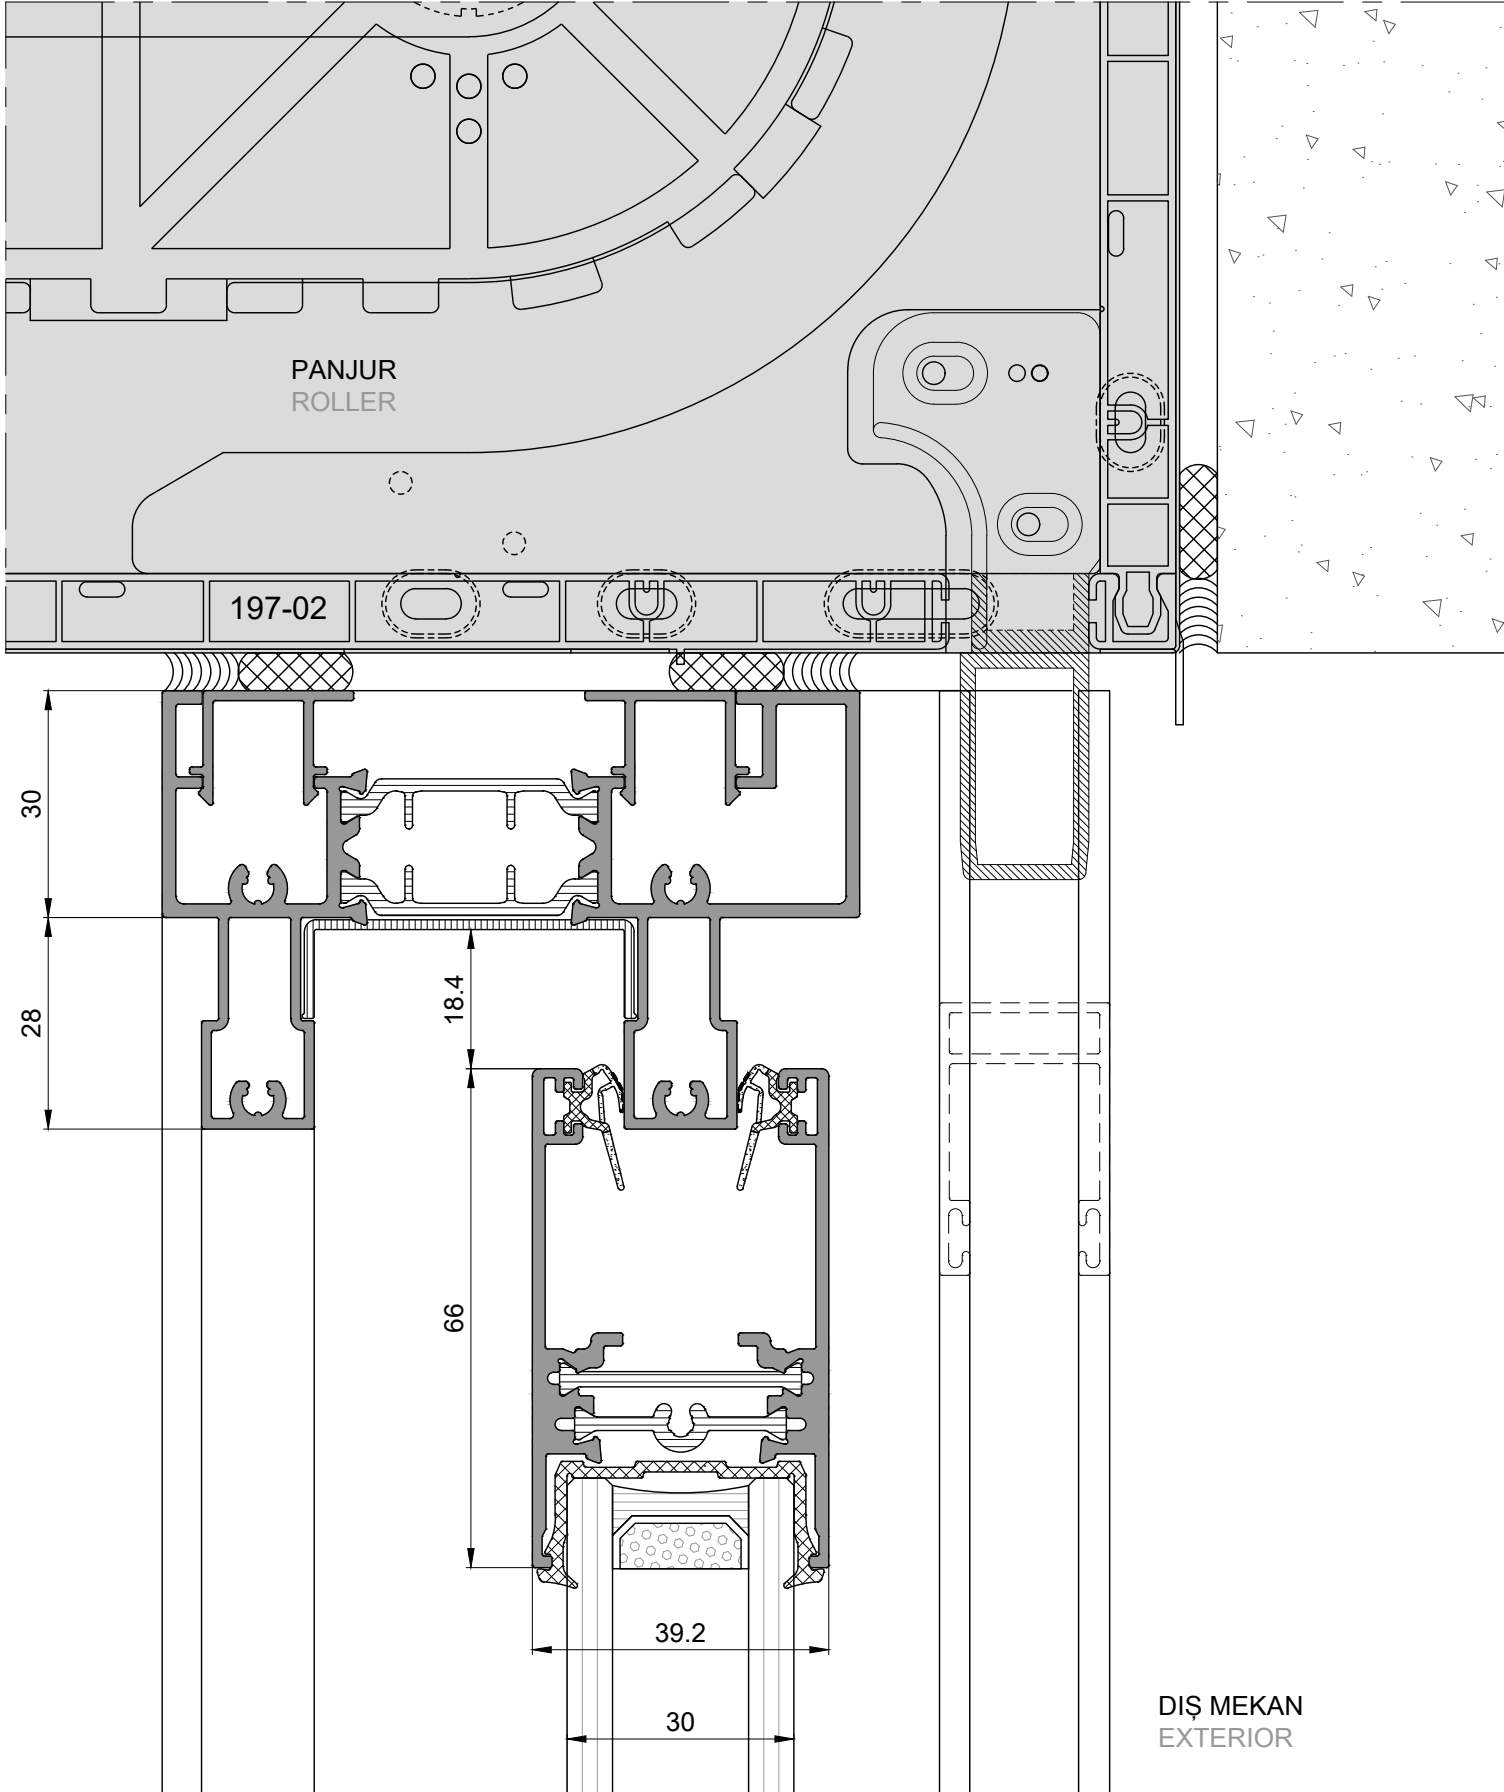 PANJUR
ROLLER
197-02
30
28
18.4
66
39.2
30
DIŞ MEKAN
EXTERIOR